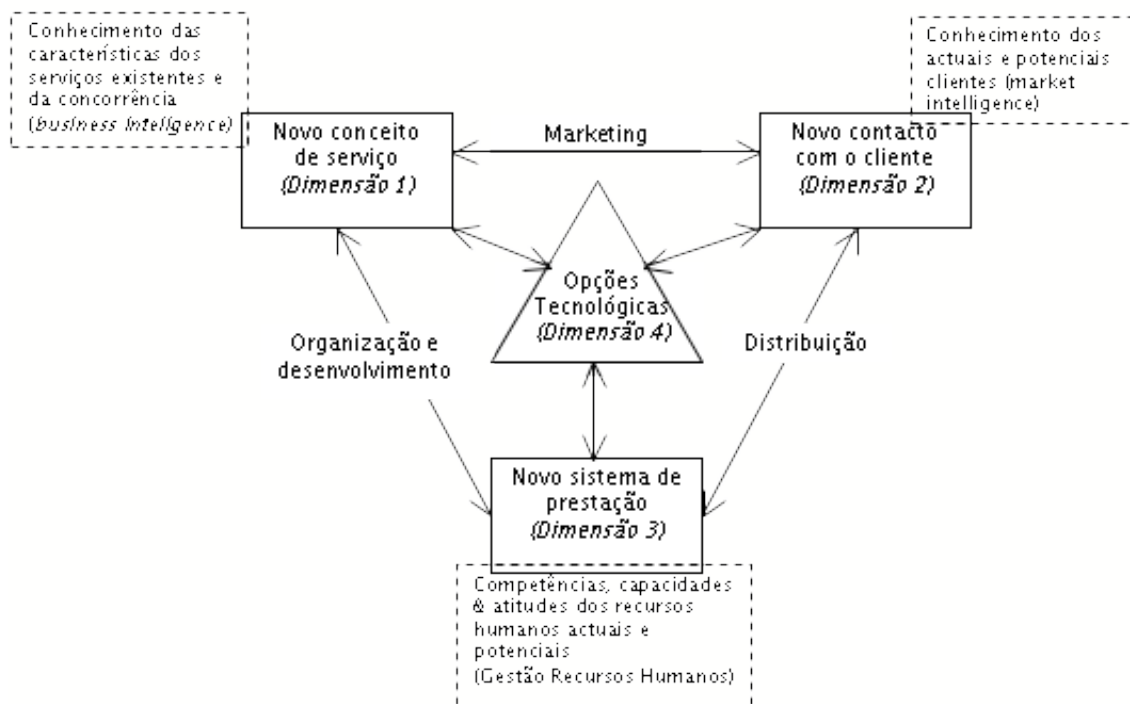 Conhecimento das
características dos
serviços existentes e
da concorrência
(business Inteligence)
Conhecimento dos
actuais e potenciais
clientes (market
intelligence)
Novo conceito
de serviço
(Dimensão 1)
Marketing
Novo contacto
com o cliente
(Dimensão 2)
Opções
Tecnológicas
(Dimensão 4)
Organização e
desenvolvimento
Distribuição
Novo sistema de
prestação
(Dimensão 3)
Competências, capacidades
& atitudes dos recursos
humanos actuais e
potenciais
(Gestão Recursos Humanos)